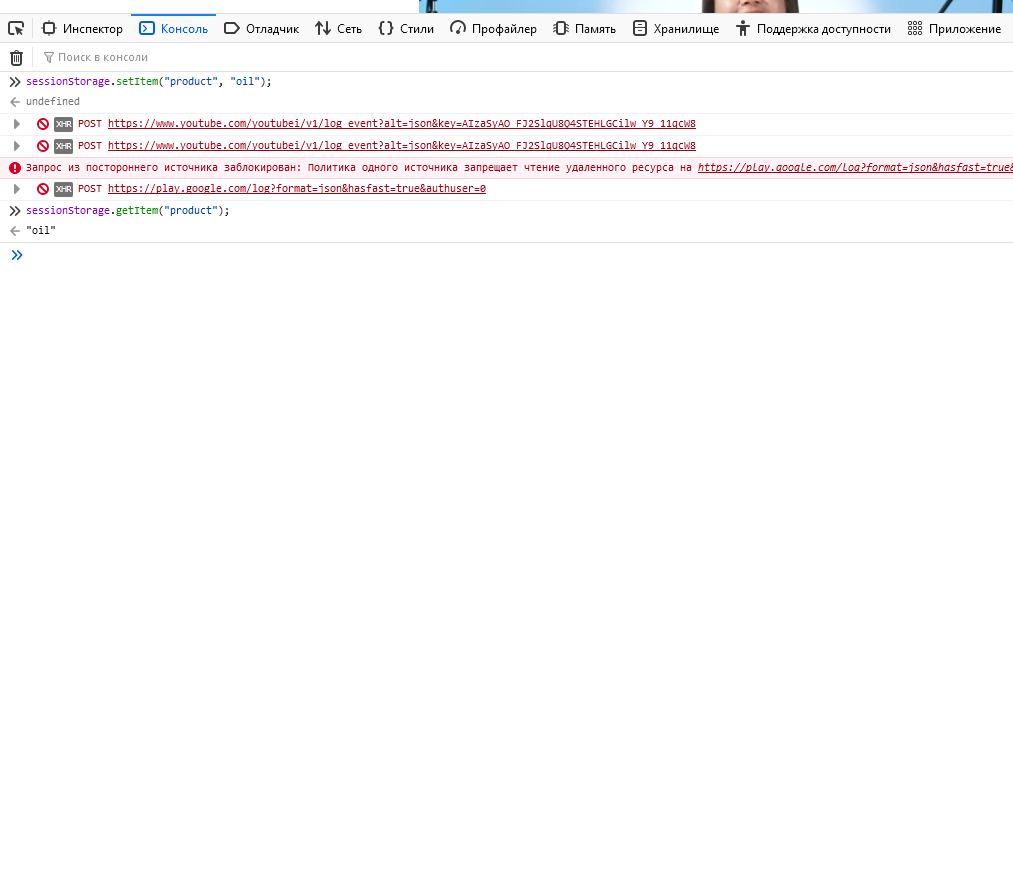 Инспектор Консоль Отладчик Сеть Стили Профайлер Память Хранилище Поддержка доступности Приложение
Поиск в консоли
sessionStorage.setItem("product", "oil");
undefined
XHR POST https://www.youtube.com/youtubei/v1/log_event?alt=json&key=AIzaSyAO_FJ2SlqU8Q4STEHLGCilw_Y9_11qcW8
XHR POST https://www.youtube.com/youtubei/v1/log_event?alt=json&key=AIzaSyAO_FJ2SlqU8Q4STEHLGCilw_Y9_11qcW8
Запрос из постороннего источника заблокирован: Политика одного источника запрещает чтение удаленного ресурса на https://play.google.com/log?format=json&hasfast=true&
XHR POST https://play.google.com/log?format=json&hasfast=true&authuser=0
sessionStorage.getItem("product");
"oil"